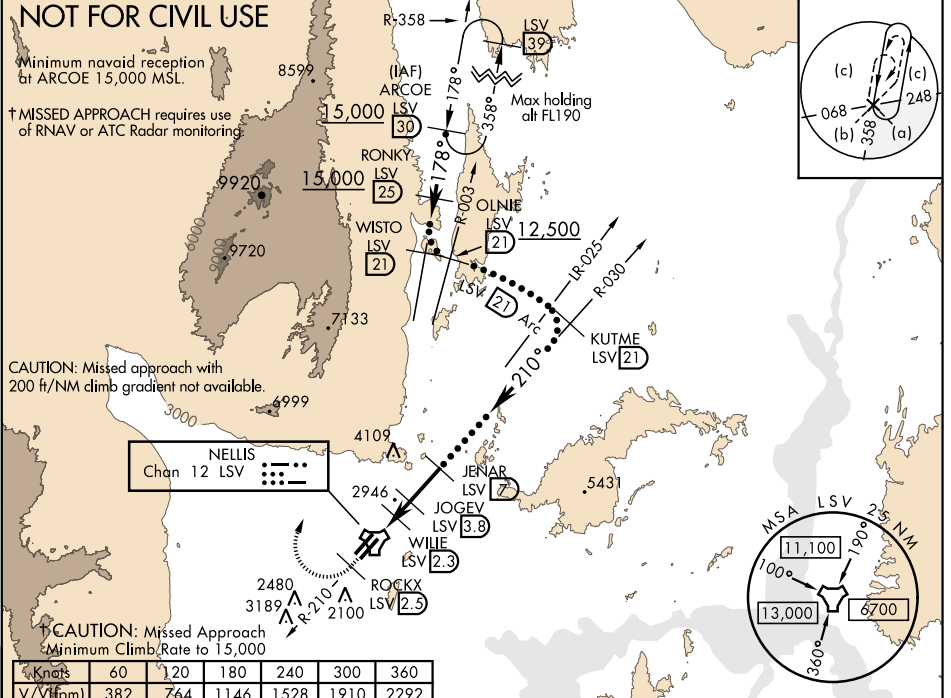 NOT FOR CIVIL USE
Minimum navaid reception
at ARCOE 15,000 MSL.
† MISSED APPROACH requires use
of RNAV or ATC Radar monitoring.
8599
R-358
LSV
39
(IAF)
ARCOE
LSV
30
15,000
178°
358°
Max holding
alt FL190
178°
RONKY
LSV
25
15,000
R-003
OLNIE
LSV
21
12,500
WISTO
LSV
21
9920
9720
6000
9000
7133
LSV 21 Arc
LR-025
R-030
KUTME
LSV 21
210°
CAUTION: Missed approach with
200 ft/NM climb gradient not available.
6999
3000
4109
NELLIS
Chan 12 LSV
2946
JENAR
LSV 7
JOGEV
LSV 3.8
WILIE
LSV 2.3
ROCKX
LSV 2.5
5431
2480
3189
2100
R-210
† CAUTION: Missed Approach
Minimum Climb Rate to 15,000
Knots 60 120 180 240 300 360
V/V(fpm) 382 764 1146 1528 1910 2292
(c)
(c)
068
248
(b)
358
(a)
MSA LSV 25 NM
11,100
190°
100°
13,000
6700
360°